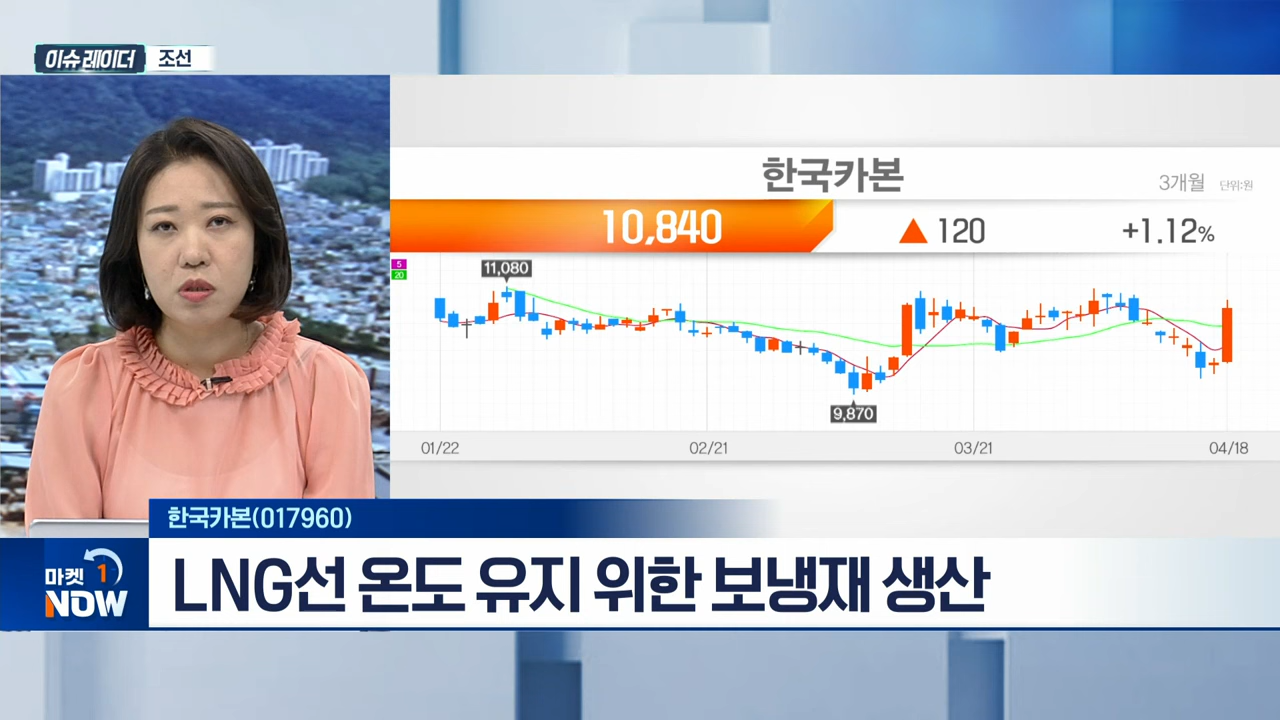 이슈레이더 조선
한국카본
3개월 단위:원
10,840 ▲ 120 +1.12%
5
20
11,080
9,870
01/22 02/21 03/21 04/18
한국카본(017960)
마켓 1
NOW
LNG선 온도 유지 위한 보냉재 생산